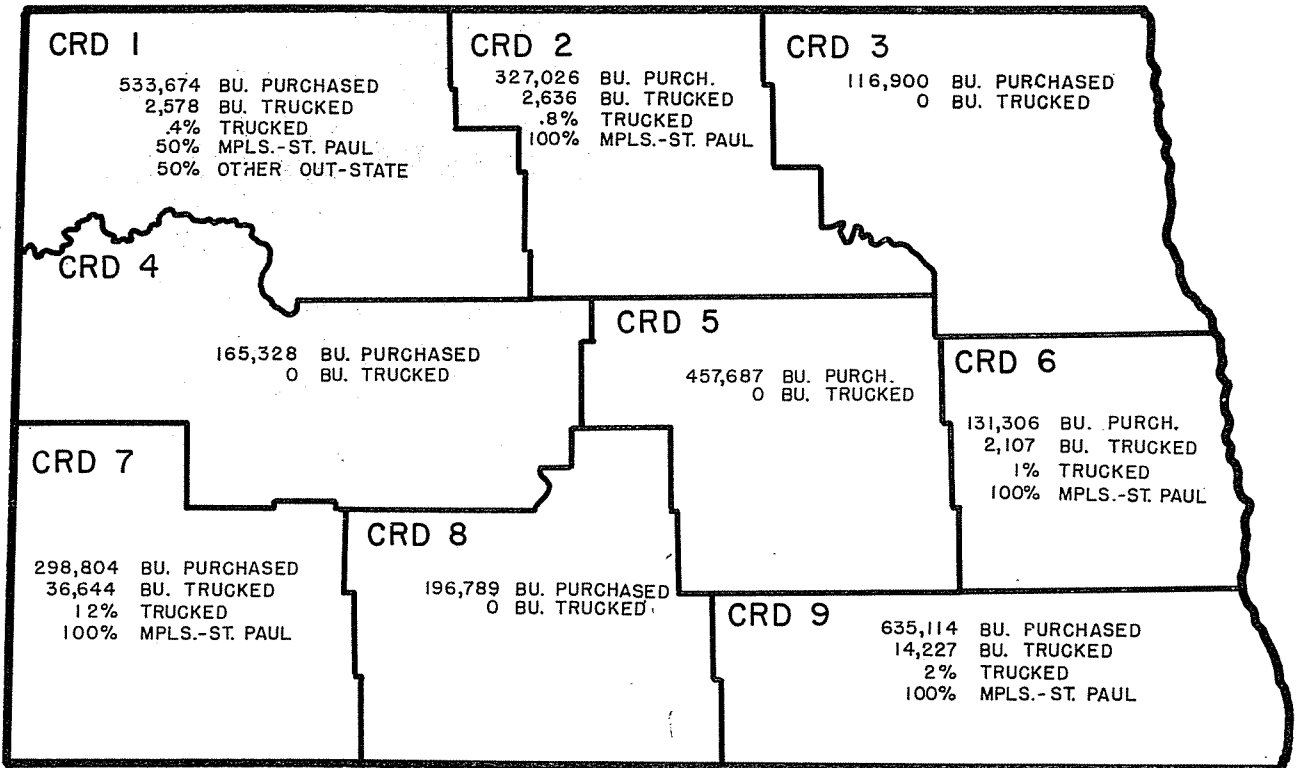 CRD 1
533,674 BU. PURCHASED
2,578 BU. TRUCKED
.4% TRUCKED
50% MPLS.-ST. PAUL
50% OTHER OUT-STATE
CRD 2
327,026 BU. PURCH.
2,636 BU. TRUCKED
.8% TRUCKED
100% MPLS.-ST. PAUL
CRD 3
116,900 BU. PURCHASED
0 BU. TRUCKED
CRD 4
165,328 BU. PURCHASED
0 BU. TRUCKED
CRD 5
457,687 BU. PURCH.
0 BU. TRUCKED
CRD 6
131,306 BU. PURCH.
2,107 BU. TRUCKED
1% TRUCKED
100% MPLS.-ST. PAUL
CRD 7
298,804 BU. PURCHASED
36,644 BU. TRUCKED
12% TRUCKED
100% MPLS.-ST. PAUL
CRD 8
196,789 BU. PURCHASED
0 BU. TRUCKED
CRD 9
635,114 BU. PURCHASED
14,227 BU. TRUCKED
2% TRUCKED
100% MPLS.-ST. PAUL